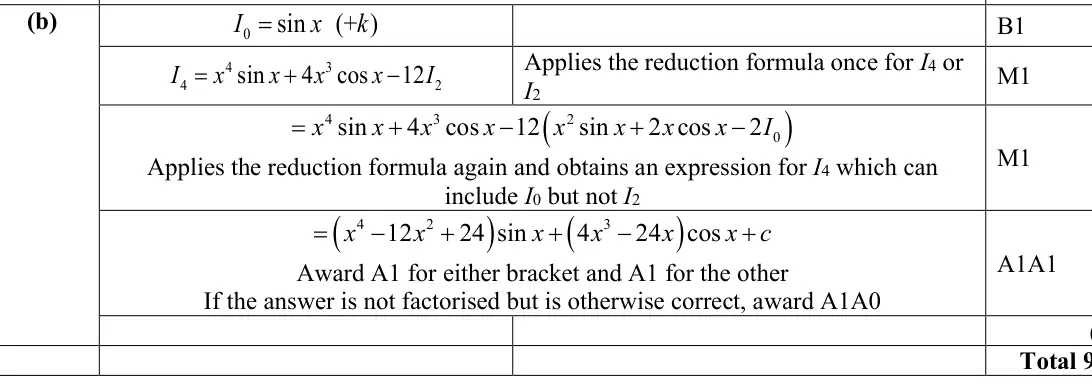 (b)
I₀ = sin x (+k)
B1
I₄ = x⁴ sin x + 4x³ cos x − 12I₂
Applies the reduction formula once for I₄ or
I₂
M1
= x⁴ sin x + 4x³ cos x − 12(x² sin x + 2x cos x − 2I₀)
Applies the reduction formula again and obtains an expression for I₄ which can
include I₀ but not I₂
M1
= (x⁴ − 12x² + 24) sin x + (4x³ − 24x) cos x + c
Award A1 for either bracket and A1 for the other
If the answer is not factorised but is otherwise correct, award A1A0
A1A1
(
Total 9